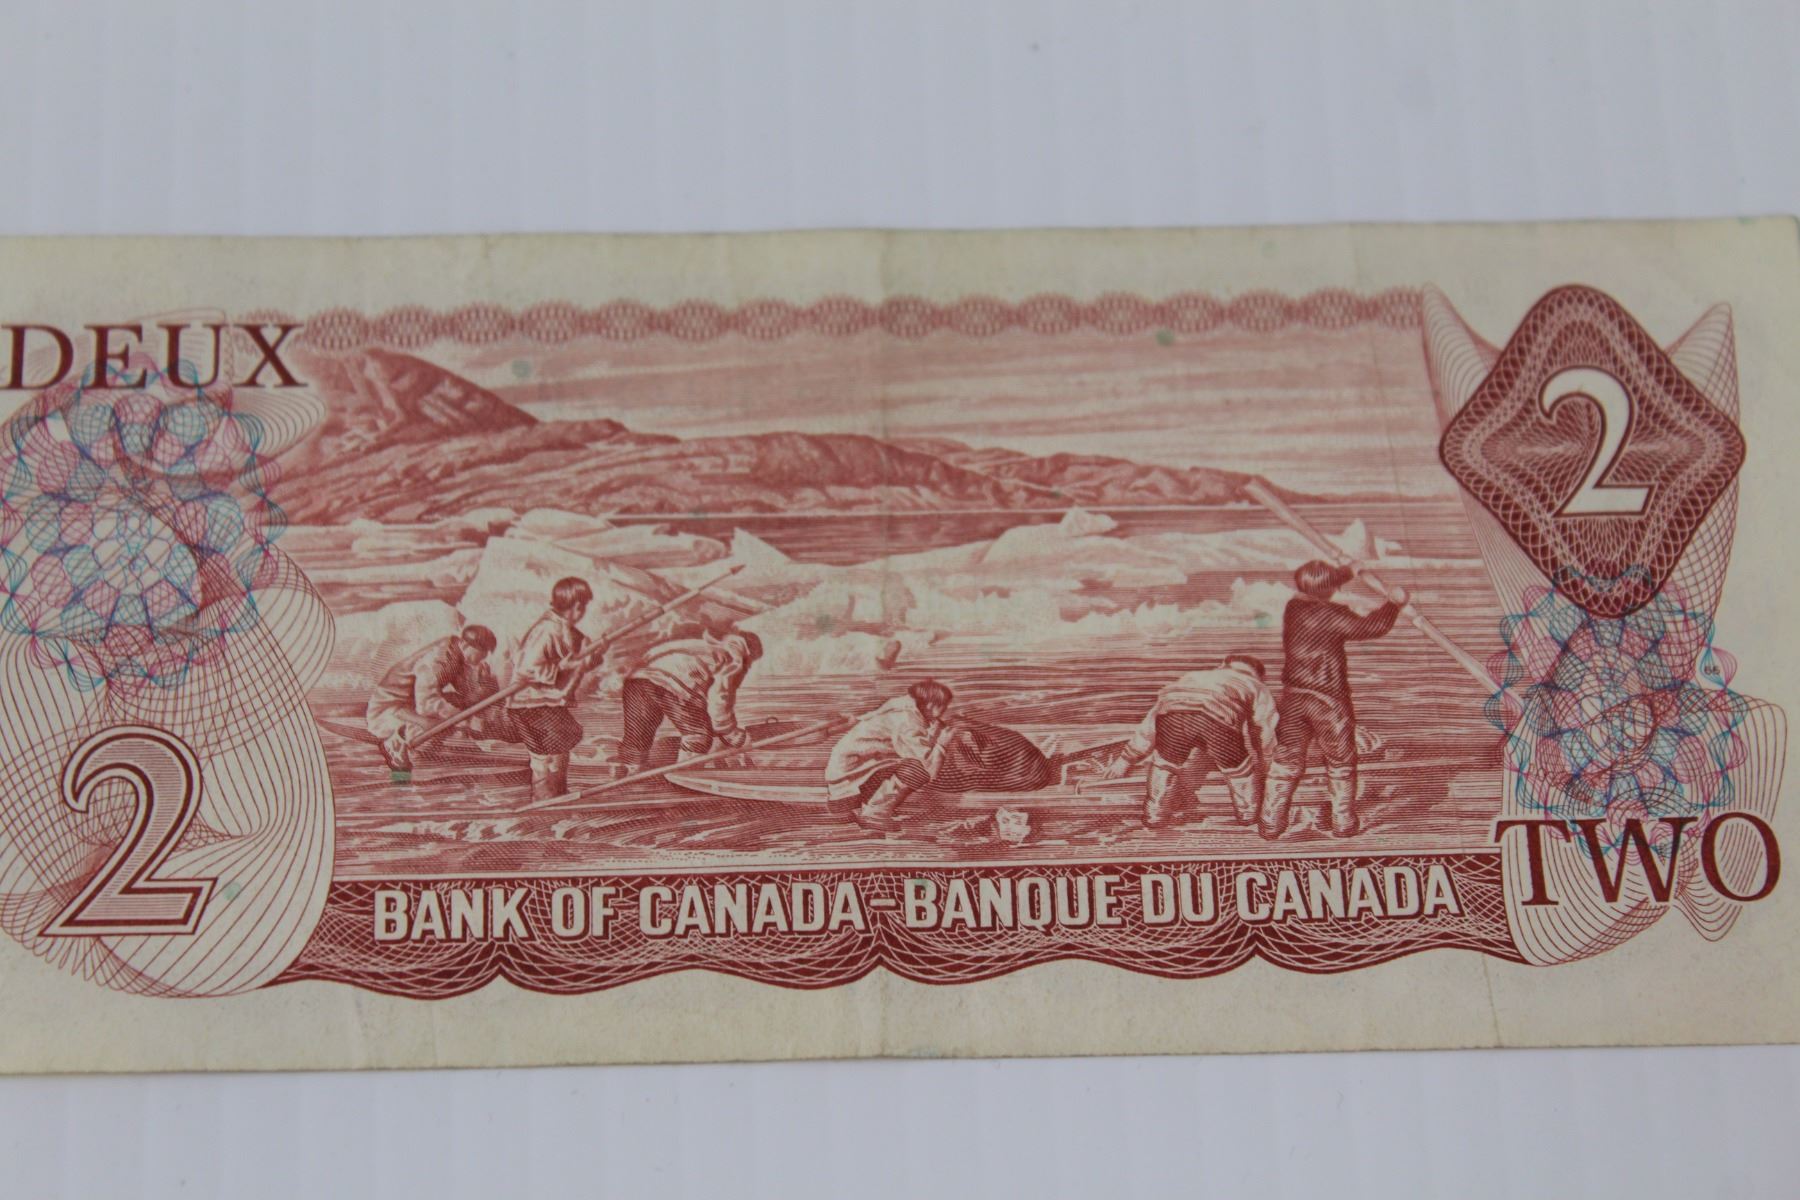 DEUX
2
2
BANK OF CANADA-BANQUE DU CANADA
TWO